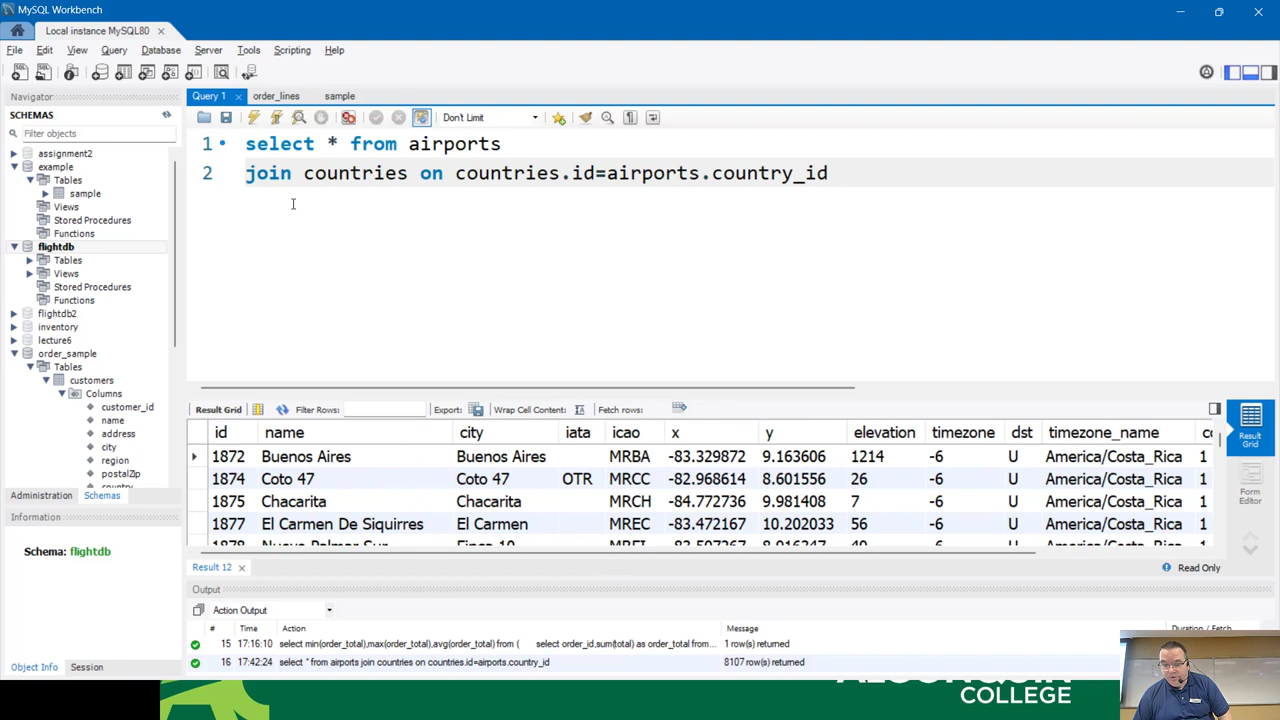 MySQL Workbench
Local instance MySQL80
File Edit View Query Database Server Tools Scripting Help
Navigator
SCHEMAS
Filter objects
assignment2
example
Tables
sample
Views
Stored Procedures
Functions
flightdb
Tables
Views
Stored Procedures
Functions
flightdb2
inventory
lecture6
order_sample
Tables
customers
Columns
customer_id
name
address
city
region
postalZip
country
Administration Schemas
Information
Schema: flightdb
Object Info Session
Query 1 order_lines sample
Don't Limit
1 select * from airports
2 join countries on countries.id=airports.country_id
Result Grid Filter Rows: Export: Wrap Cell Content: Fetch rows:
id name city iata icao x y elevation timezone dst timezone_name
1872 Buenos Aires Buenos Aires MRBA -83.329872 9.163606 1214 -6 U America/Costa_Rica 1
1874 Coto 47 Coto 47 OTR MRCC -82.968614 8.601556 26 -6 U America/Costa_Rica 1
1875 Chacarita Chacarita MRCH -84.772736 9.981408 7 -6 U America/Costa_Rica 1
1877 El Carmen De Siquirres El Carmen MREC -83.472167 10.202033 56 -6 U America/Costa_Rica 1
Result Grid
Form Editor
Result 12
Read Only
Output
Action Output
# Time Action Message Duration / Fetch
15 17:16:10 select min(order_total),max(order_total),avg(order_total) from ( select order_id,sum(total) as order_total from... 1 row(s) returned
16 17:42:24 select * from airports join countries on countries.id=airports.country_id 8107 row(s) returned
COLLEGE